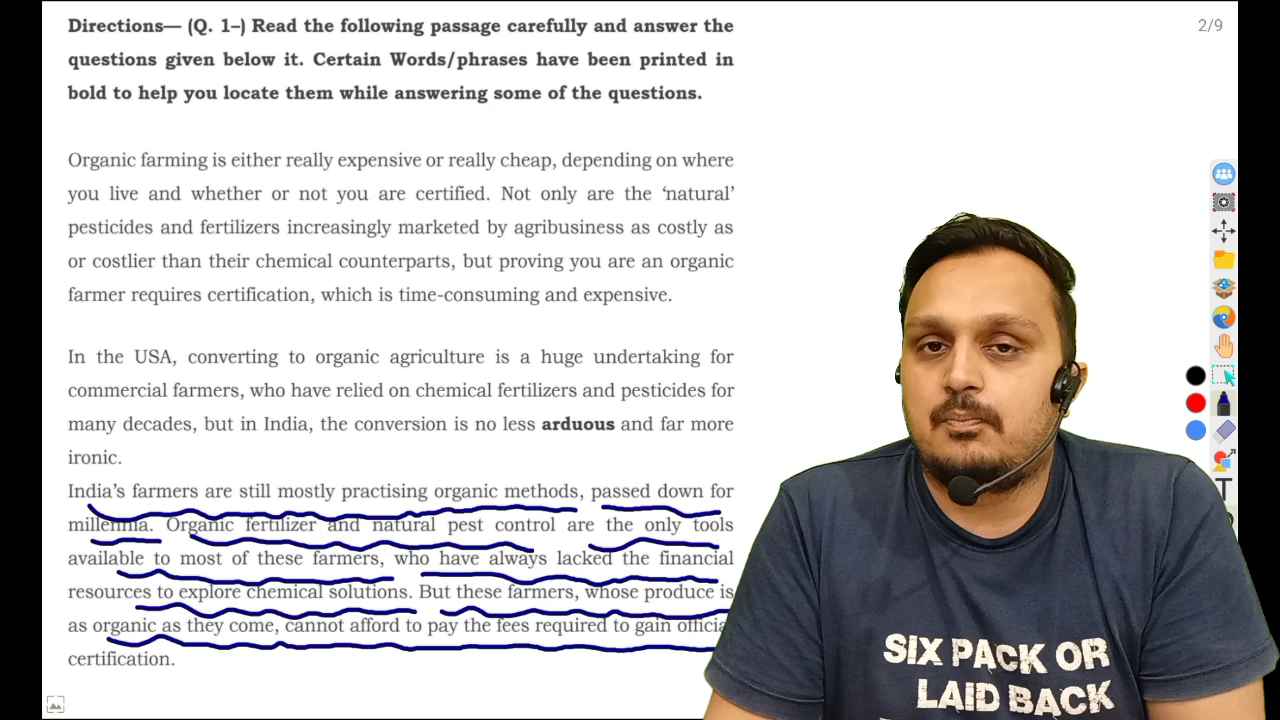 Directions— (Q. 1–) Read the following passage carefully and answer the
questions given below it. Certain Words/phrases have been printed in
bold to help you locate them while answering some of the questions.
2/9
Organic farming is either really expensive or really cheap, depending on where
you live and whether or not you are certified. Not only are the ‘natural’
pesticides and fertilizers increasingly marketed by agribusiness as costly as
or costlier than their chemical counterparts, but proving you are an organic
farmer requires certification, which is time-consuming and expensive.
In the USA, converting to organic agriculture is a huge undertaking for
commercial farmers, who have relied on chemical fertilizers and pesticides for
many decades, but in India, the conversion is no less arduous and far more
ironic.
India’s farmers are still mostly practising organic methods, passed down for
millennia. Organic fertilizer and natural pest control are the only tools
available to most of these farmers, who have always lacked the financial
resources to explore chemical solutions. But these farmers, whose produce is
as organic as they come, cannot afford to pay the fees required to gain official
certification.
SIX PACK OR
LAID BACK
T